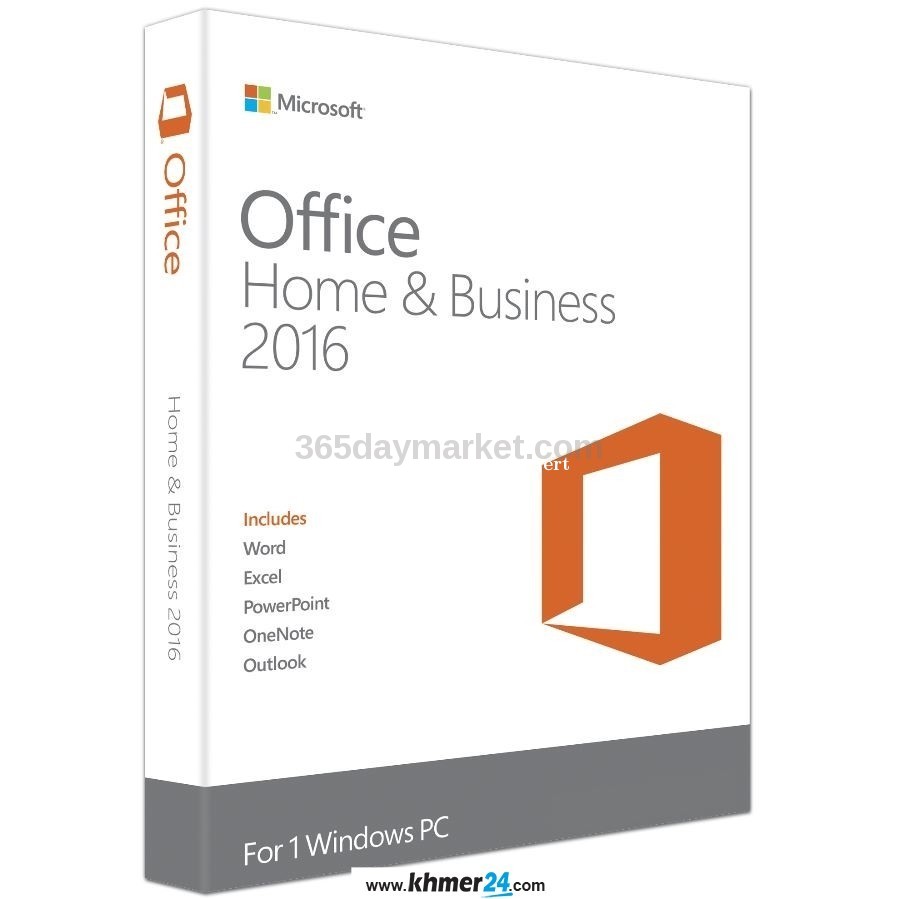 Microsoft
Office
Home & Business
2016
Office
Home & Business 2016
365daymarket.com
ert
Includes
Word
Excel
PowerPoint
OneNote
Outlook
For 1 Windows PC
www.khmer24.com